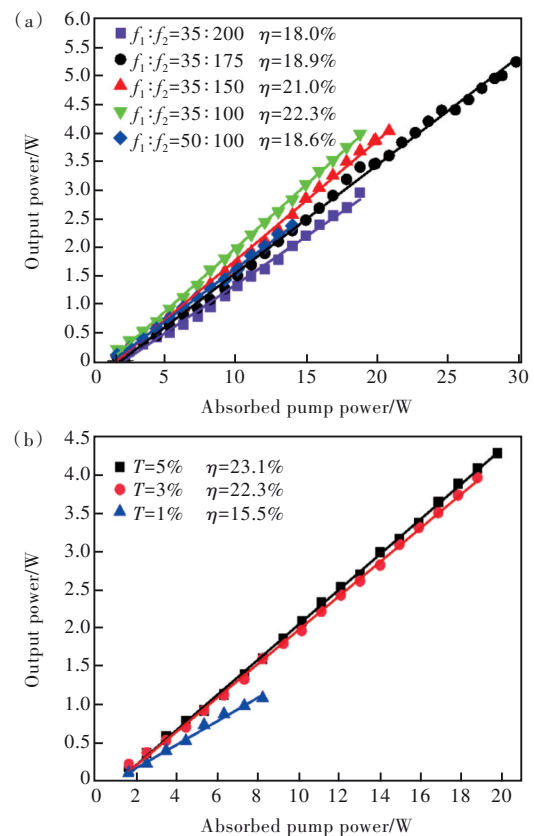 (a)
6.0
5.5
5.0
4.5
4.0
3.5
3.0
2.5
2.0
1.5
1.0
0.5
0
Output power/W
f1:f2=35:200 η=18.0%
f1:f2=35:175 η=18.9%
f1:f2=35:150 η=21.0%
f1:f2=35:100 η=22.3%
f1:f2=50:100 η=18.6%
0 5 10 15 20 25 30
Absorbed pump power/W
(b)
4.5
4.0
3.5
3.0
2.5
2.0
1.5
1.0
0.5
0
Output power/W
T=5% η=23.1%
T=3% η=22.3%
T=1% η=15.5%
0 2 4 6 8 10 12 14 16 18 20
Absorbed pump power/W